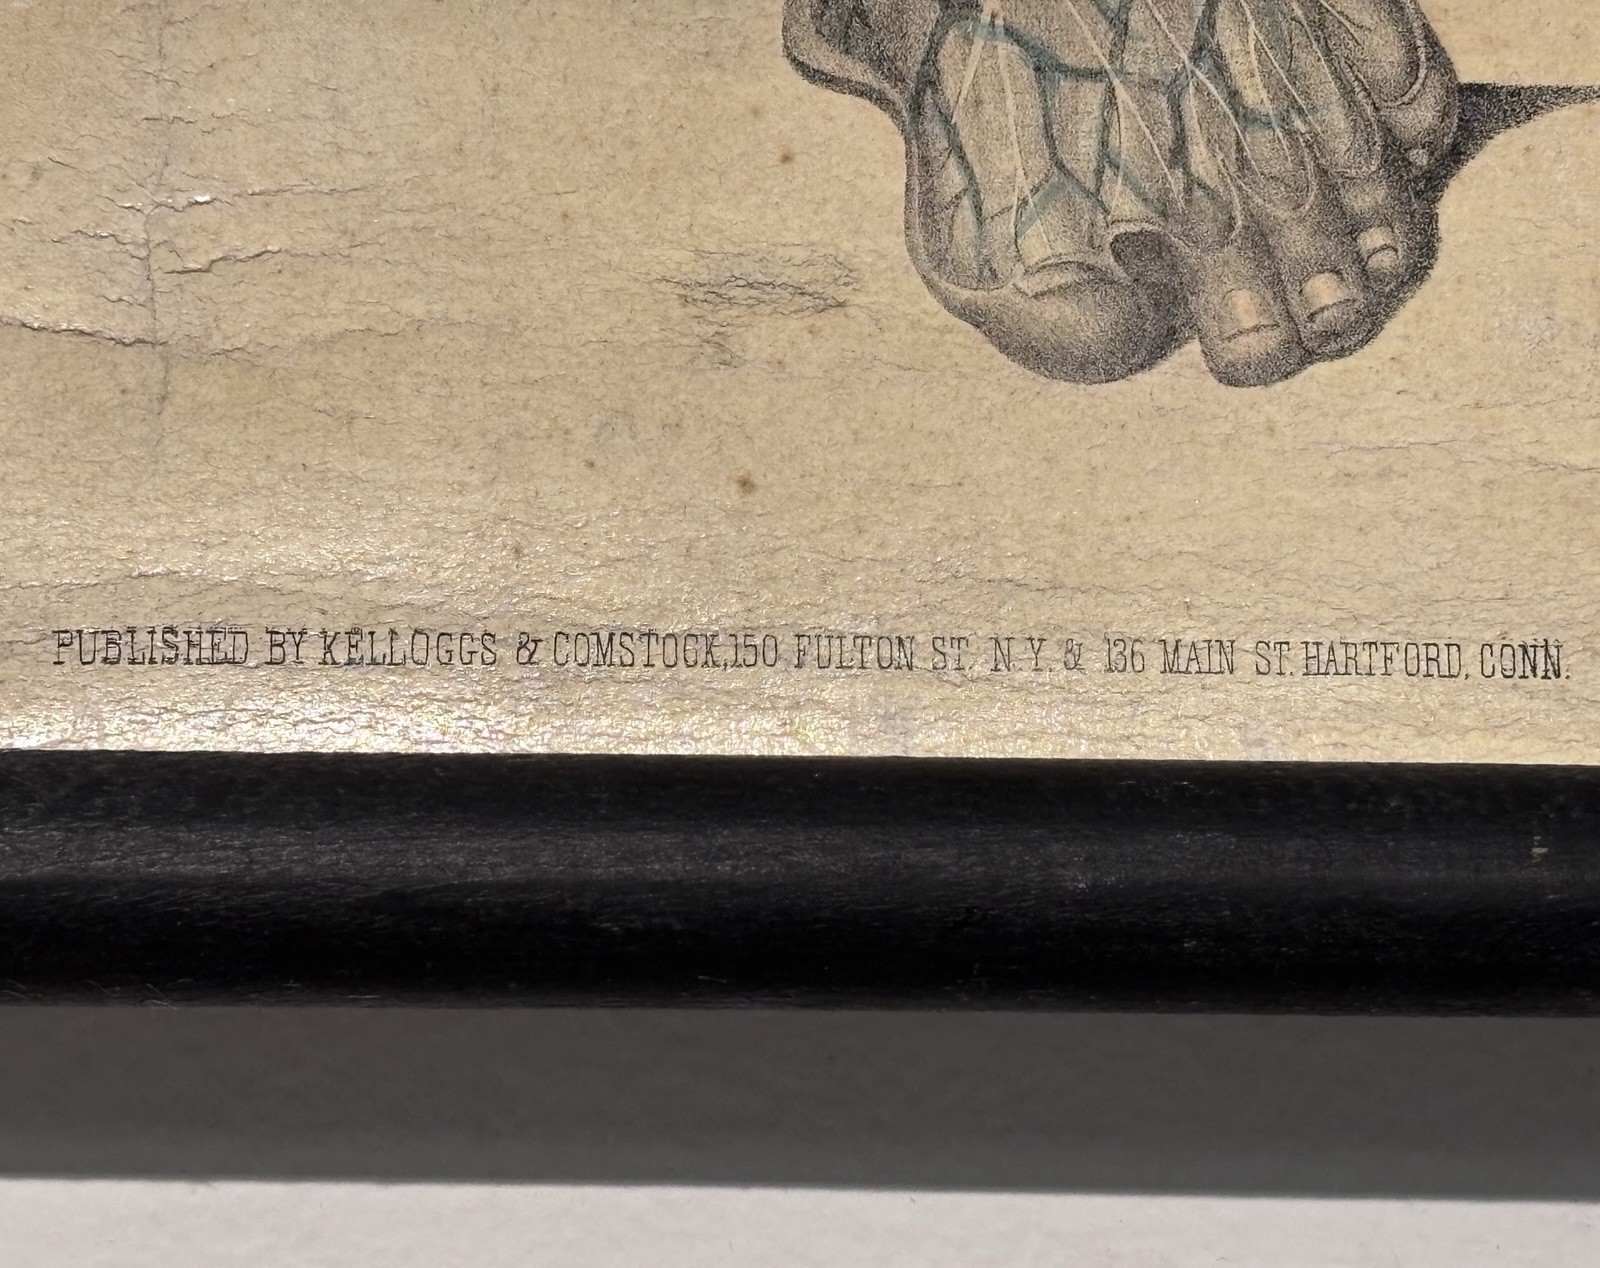 PUBLISHED BY KELLOGGS & COMSTOCK, 150 FULTON ST. N.Y. & 136 MAIN ST. HARTFORD, CONN.